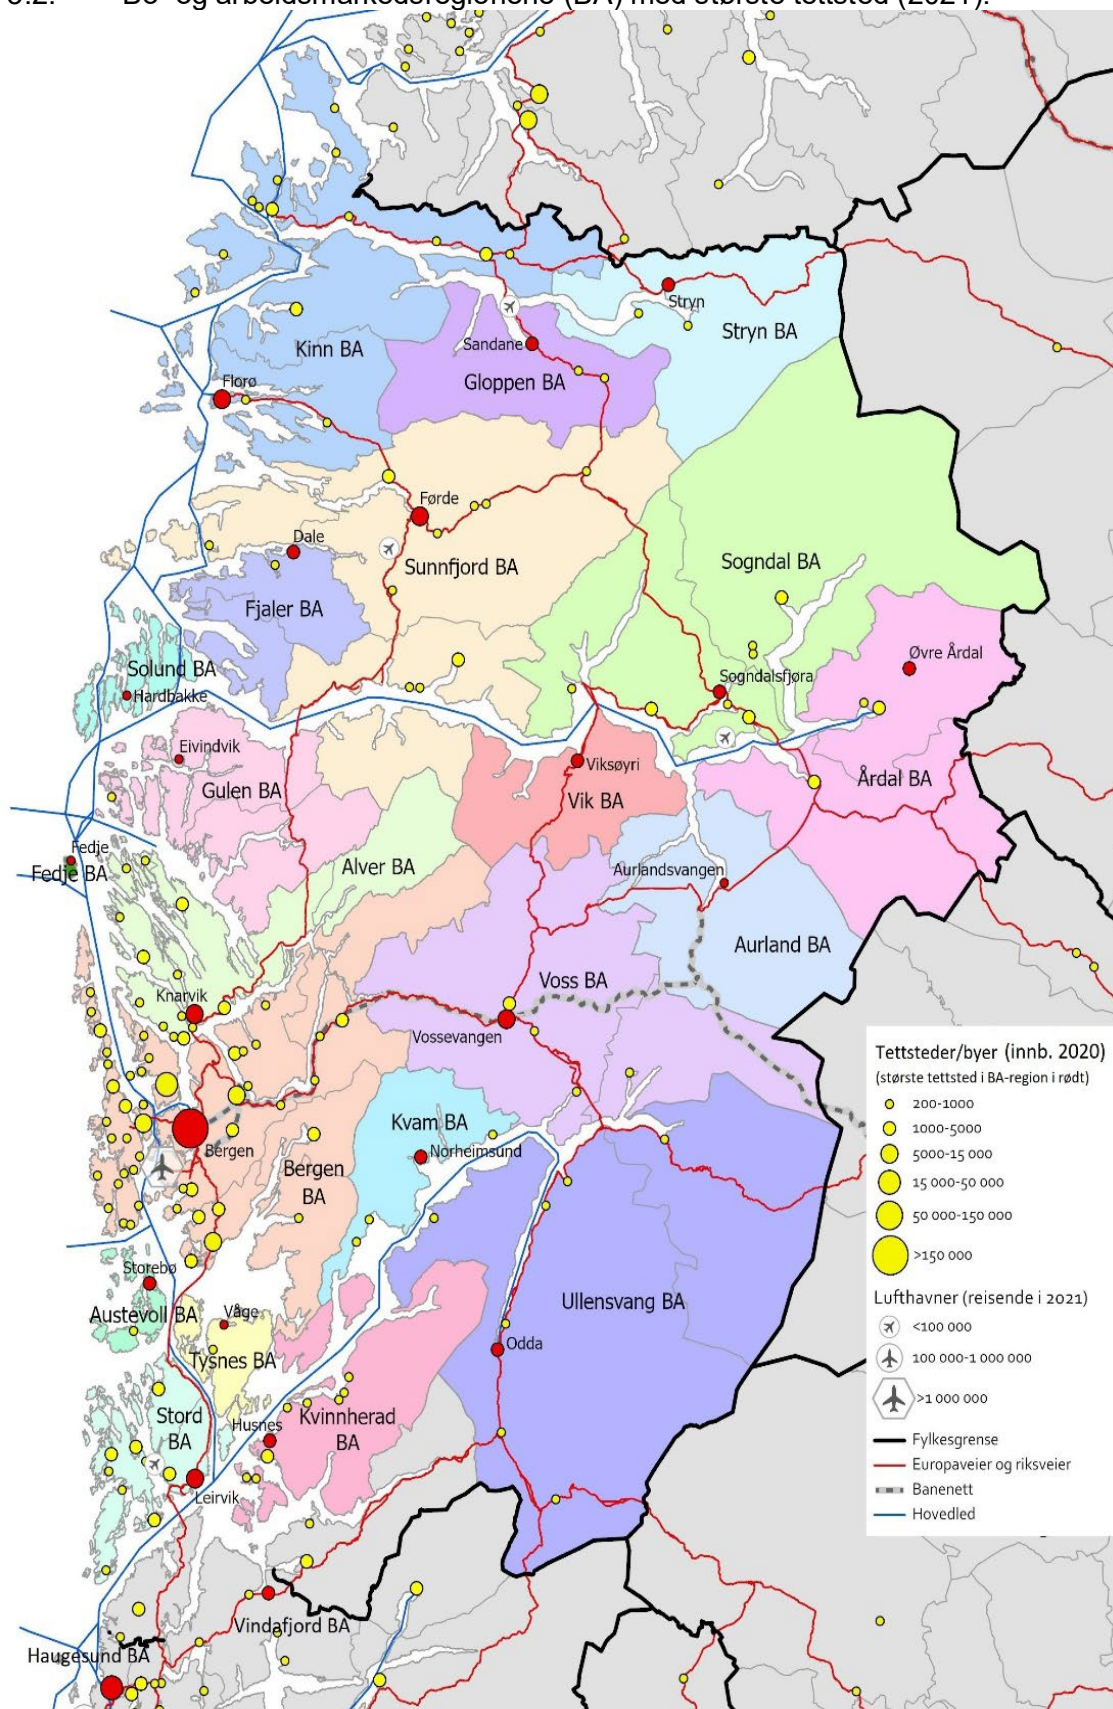 3.2. Bo- og arbeidsmarkedsregionene (BA) med største tettsted (2021).
Stryn
Stryn BA
Kinn BA
Sandane
Gloppen BA
Florø
Førde
Dale
Sunnfjord BA
Sogndal BA
Fjaler BA
Øvre Årdal
Solund BA
Hardbakke
Sogndalsfjøra
Eivindvik
Viksøyri
Gulen BA
Vik BA
Årdal BA
Fedje
Fedje BA
Alver BA
Aurlandsvangen
Aurland BA
Voss BA
Knarvik
Vossevangen
Kvam BA
Bergen
Norheimsund
Bergen
BA
Storebø
Austevoll BA
Våge
Ullensvang BA
Odda
Tysnes BA
Stord
BA
Husnes
Kvinnherad
BA
Leirvik
Vindafjord BA
Haugesund BA
Tettsteder/byer (innb. 2020)
(største tettsted i BA-region i rødt)
200-1000
1000-5000
5000-15 000
15 000-50 000
50 000-150 000
>150 000
Lufthavner (reisende i 2021)
<100 000
100 000-1 000 000
>1 000 000
Fylkesgrense
Europaveier og riksveier
Banenett
Hovedled